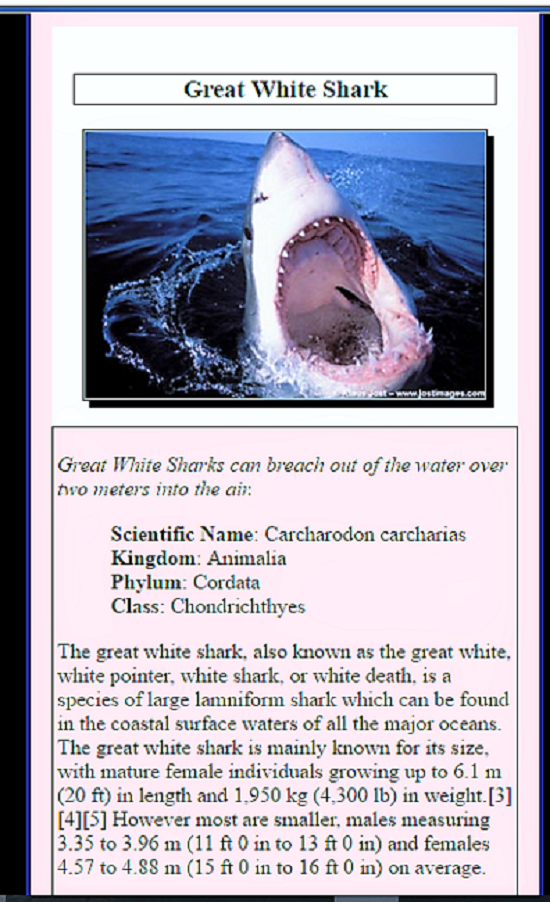 Great White Shark
Jost – www.jostimages.com
Great White Sharks can breach out of the water over
two meters into the air.
Scientific Name: Carcharodon carcharias
Kingdom: Animalia
Phylum: Cordata
Class: Chondrichthyes
The great white shark, also known as the great white,
white pointer, white shark, or white death, is a
species of large lamniform shark which can be found
in the coastal surface waters of all the major oceans.
The great white shark is mainly known for its size,
with mature female individuals growing up to 6.1 m
(20 ft) in length and 1,950 kg (4,300 lb) in weight.[3]
[4][5] However most are smaller, males measuring
3.35 to 3.96 m (11 ft 0 in to 13 ft 0 in) and females
4.57 to 4.88 m (15 ft 0 in to 16 ft 0 in) on average.